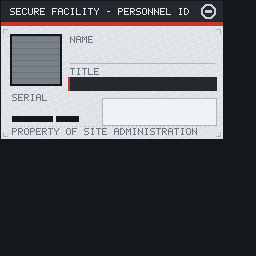 SECURE FACILITY - PERSONNEL ID
NAME
TITLE
SERIAL
PROPERTY OF SITE ADMINISTRATION